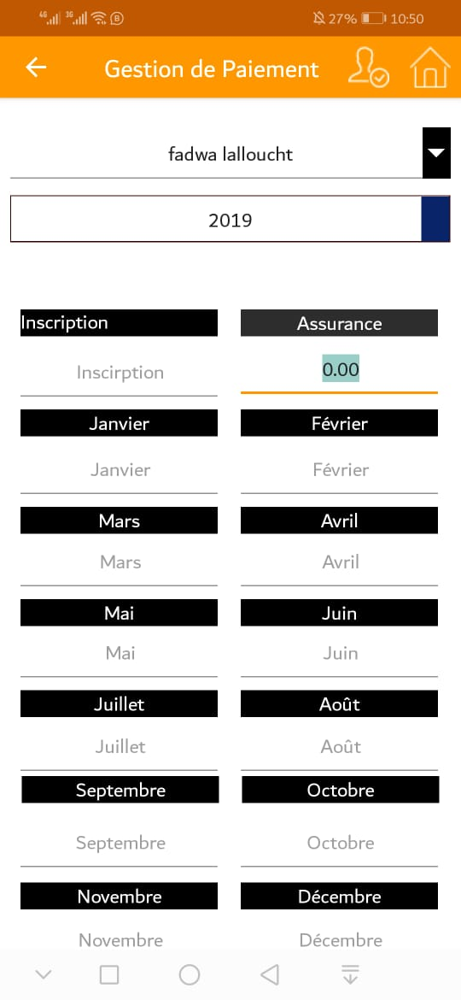 4G 3G B 27% 10:50
Gestion de Paiement
fadwa lalloucht
2019
Inscription Assurance
Inscirption 0.00
Janvier Février
Janvier Février
Mars Avril
Mars Avril
Mai Juin
Mai Juin
Juillet Août
Juillet Août
Septembre Octobre
Septembre Octobre
Novembre Décembre
Novembre Décembre